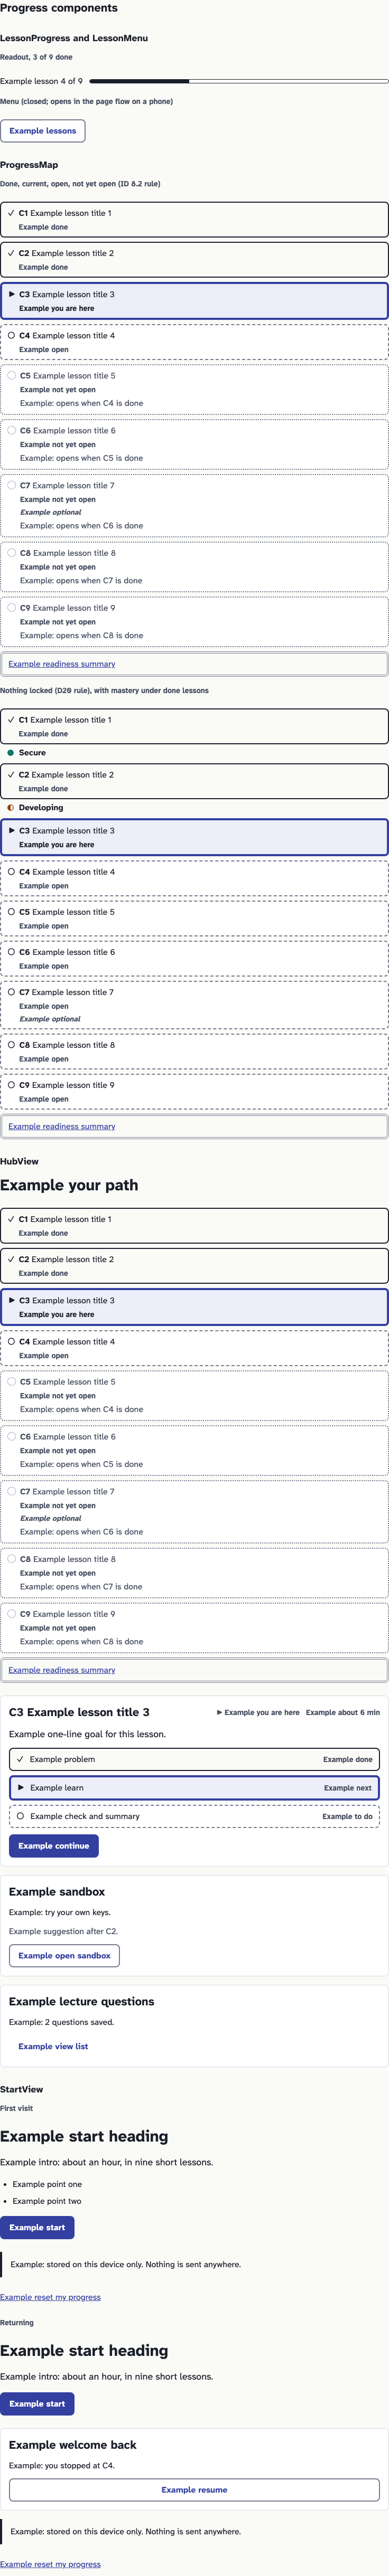 Progress components
LessonProgress and LessonMenu
Readout, 3 of 9 done
Example lesson 4 of 9
Menu (closed; opens in the page flow on a phone)
Example lessons
ProgressMap
Done, current, open, not yet open (ID 8.2 rule)
✓ C1 Example lesson title 1
Example done
✓ C2 Example lesson title 2
Example done
▶ C3 Example lesson title 3
Example you are here
C4 Example lesson title 4
Example open
C5 Example lesson title 5
Example not yet open
Example: opens when C4 is done
C6 Example lesson title 6
Example not yet open
Example: opens when C5 is done
C7 Example lesson title 7
Example not yet open
Example optional
Example: opens when C6 is done
C8 Example lesson title 8
Example not yet open
Example: opens when C7 is done
C9 Example lesson title 9
Example not yet open
Example: opens when C8 is done
Example readiness summary
Nothing locked (D20 rule), with mastery under done lessons
✓ C1 Example lesson title 1
Example done
Secure
✓ C2 Example lesson title 2
Example done
Developing
▶ C3 Example lesson title 3
Example you are here
C4 Example lesson title 4
Example open
C5 Example lesson title 5
Example open
C6 Example lesson title 6
Example open
C7 Example lesson title 7
Example open
Example optional
C8 Example lesson title 8
Example open
C9 Example lesson title 9
Example open
Example readiness summary
HubView
Example your path
✓ C1 Example lesson title 1
Example done
✓ C2 Example lesson title 2
Example done
▶ C3 Example lesson title 3
Example you are here
C4 Example lesson title 4
Example open
C5 Example lesson title 5
Example not yet open
Example: opens when C4 is done
C6 Example lesson title 6
Example not yet open
Example: opens when C5 is done
C7 Example lesson title 7
Example not yet open
Example optional
Example: opens when C6 is done
C8 Example lesson title 8
Example not yet open
Example: opens when C7 is done
C9 Example lesson title 9
Example not yet open
Example: opens when C8 is done
Example readiness summary
C3 Example lesson title 3 ▶ Example you are here Example about 6 min
Example one-line goal for this lesson.
✓ Example problem Example done
▶ Example learn Example next
Example check and summary Example to do
Example continue
Example sandbox
Example: try your own keys.
Example suggestion after C2.
Example open sandbox
Example lecture questions
Example: 2 questions saved.
Example view list
StartView
First visit
Example start heading
Example intro: about an hour, in nine short lessons.
• Example point one
• Example point two
Example start
Example: stored on this device only. Nothing is sent anywhere.
Example reset my progress
Returning
Example start heading
Example intro: about an hour, in nine short lessons.
Example start
Example welcome back
Example: you stopped at C4.
Example resume
Example: stored on this device only. Nothing is sent anywhere.
Example reset my progress